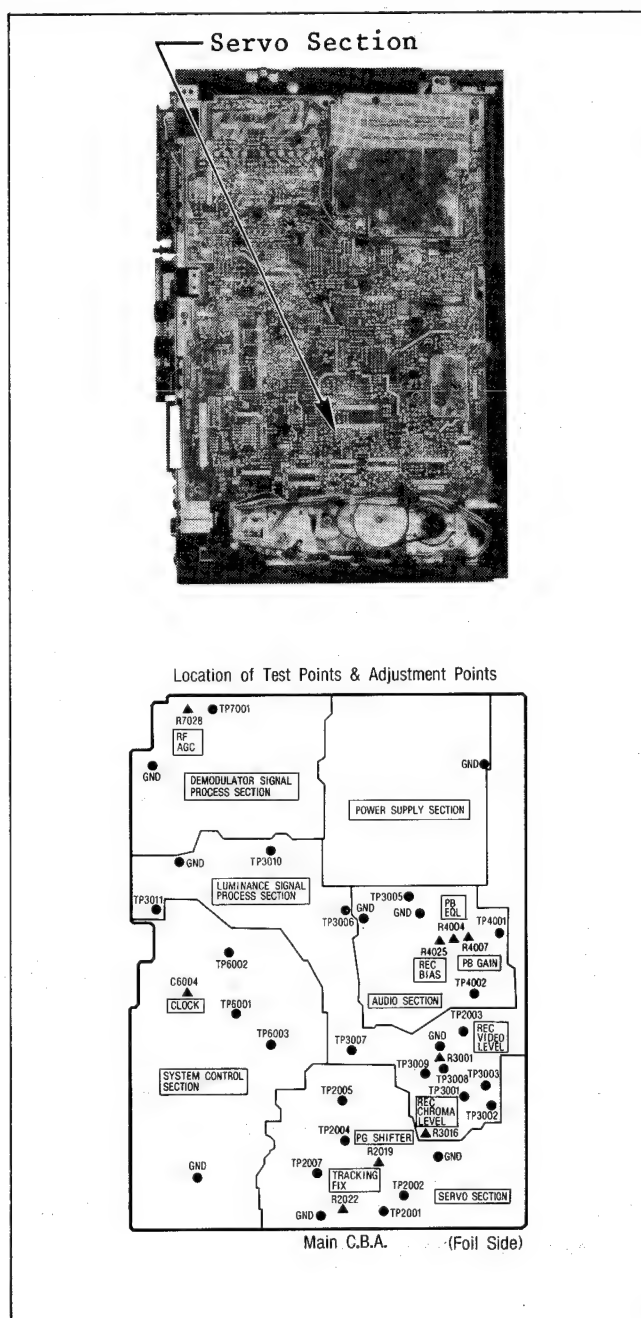 Servo Section
Location of Test Points & Adjustment Points
R7028
TP7001
RF
AGC
GND
DEMODULATOR SIGNAL
PROCESS SECTION
GND
POWER SUPPLY SECTION
GND
TP3010
LUMINANCE SIGNAL
PROCESS SECTION
TP3011
TP3006
TP3005
GND
GND
PB
EQL
R4004
TP4001
R4025
R4007
REC
BIAS
PB GAIN
TP4002
AUDIO SECTION
TP6002
C6004
CLOCK
TP6001
TP6003
SYSTEM CONTROL
SECTION
GND
TP3007
TP2003
GND
REC
VIDEO
LEVEL
R3001
TP3009
TP3008
TP3003
TP3001
TP3002
REC
CHROMA
LEVEL
R3016
TP2005
TP2004
PG SHIFTER
R2019
GND
TP2007
TRACKING
FIX
TP2002
SERVO SECTION
R2022
GND
TP2001
Main C.B.A. (Foil Side)